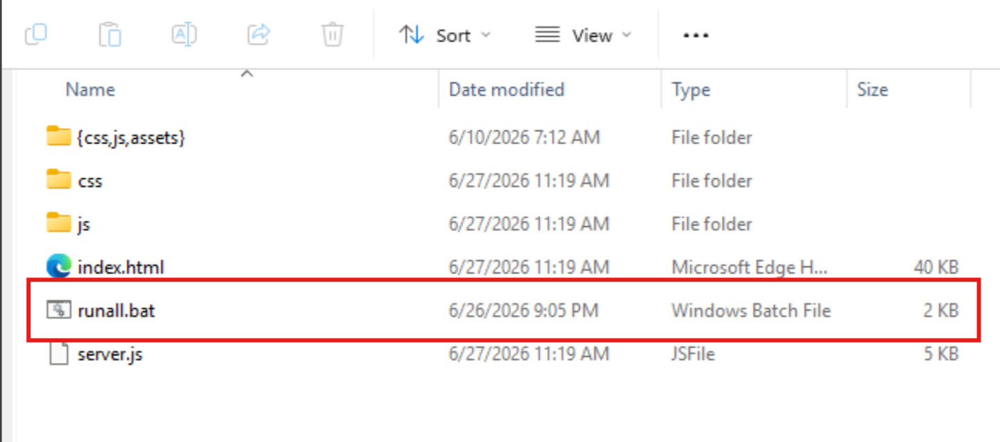 Sort View
Name Date modified Type Size
{css,js,assets} 6/10/2026 7:12 AM File folder
css 6/27/2026 11:19 AM File folder
js 6/27/2026 11:19 AM File folder
index.html 6/27/2026 11:19 AM Microsoft Edge H... 40 KB
runall.bat 6/26/2026 9:05 PM Windows Batch File 2 KB
server.js 6/27/2026 11:19 AM JSFile 5 KB